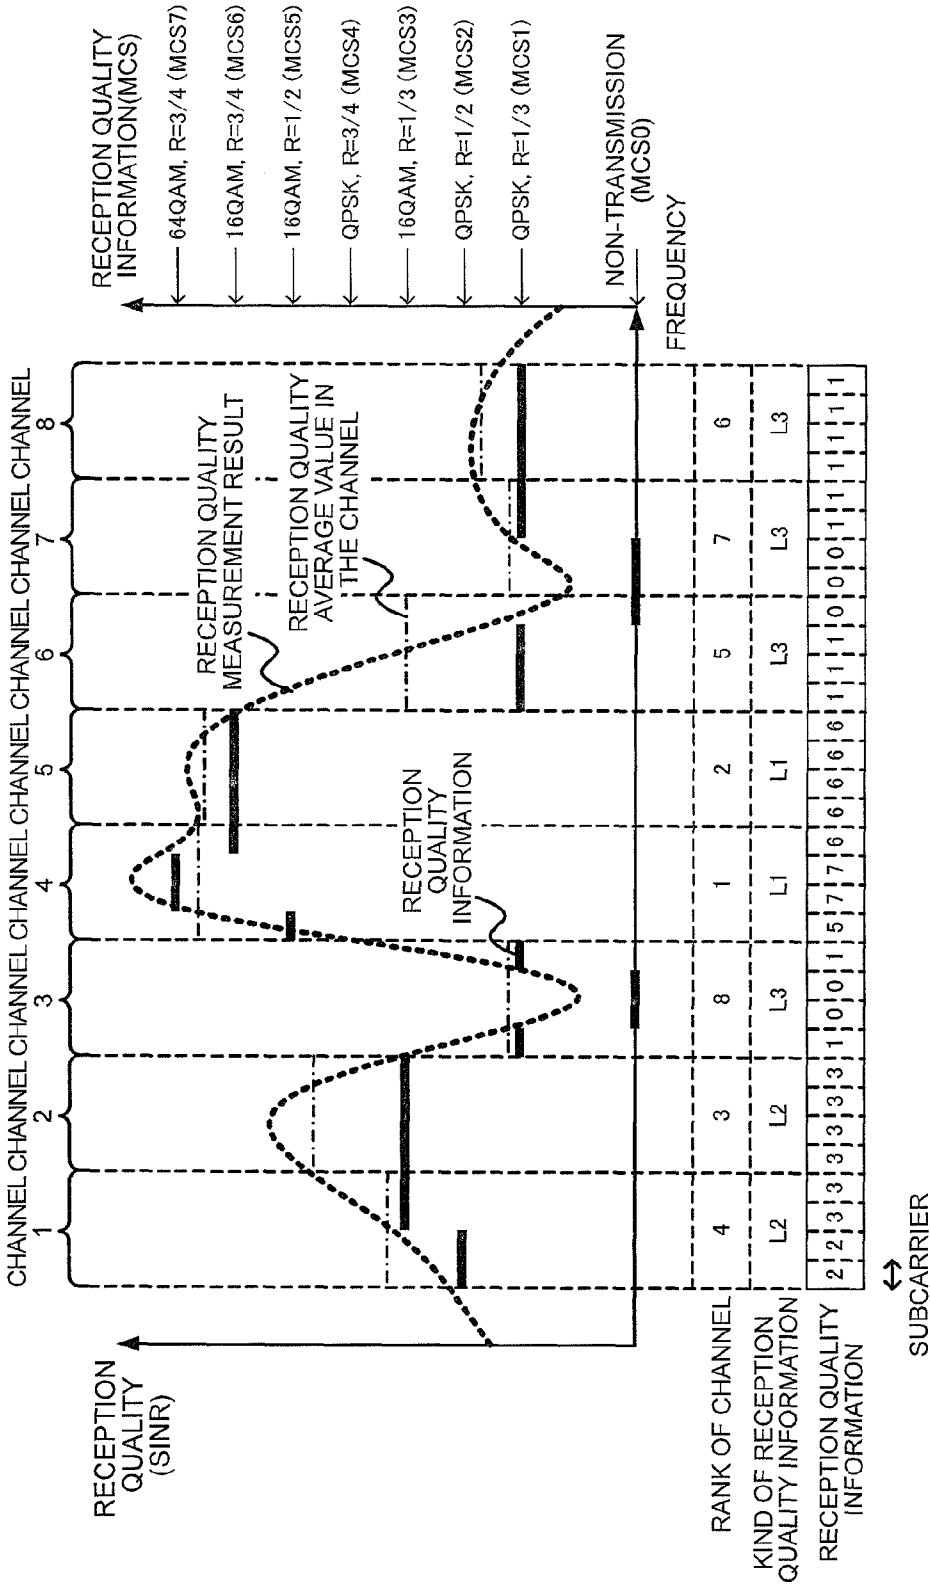 CHANNEL CHANNEL CHANNEL CHANNEL CHANNEL CHANNEL CHANNEL CHANNEL
1 2 3 4 5 6 7 8
RECEPTION
QUALITY
(SINR)
RECEPTION QUALITY
INFORMATION(MCS)
64QAM, R=3/4 (MCS7)
16QAM, R=3/4 (MCS6)
16QAM, R=1/2 (MCS5)
QPSK, R=3/4 (MCS4)
16QAM, R=1/3 (MCS3)
QPSK, R=1/2 (MCS2)
QPSK, R=1/3 (MCS1)
NON-TRANSMISSION
(MCS0)
FREQUENCY
RECEPTION QUALITY
MEASUREMENT RESULT
RECEPTION QUALITY
AVERAGE VALUE IN
THE CHANNEL
RECEPTION
QUALITY
INFORMATION
RANK OF CHANNEL
4 3 8 1 2 5 7 6
KIND OF RECEPTION
QUALITY INFORMATION
L2 L2 L3 L1 L1 L3 L3 L3
RECEPTION QUALITY
INFORMATION
2 2 3 3 3 3 3 3 1 0 0 1 5 7 7 6 6 6 6 6 1 1 1 0 0 0 1 1 1 1 1 1
SUBCARRIER